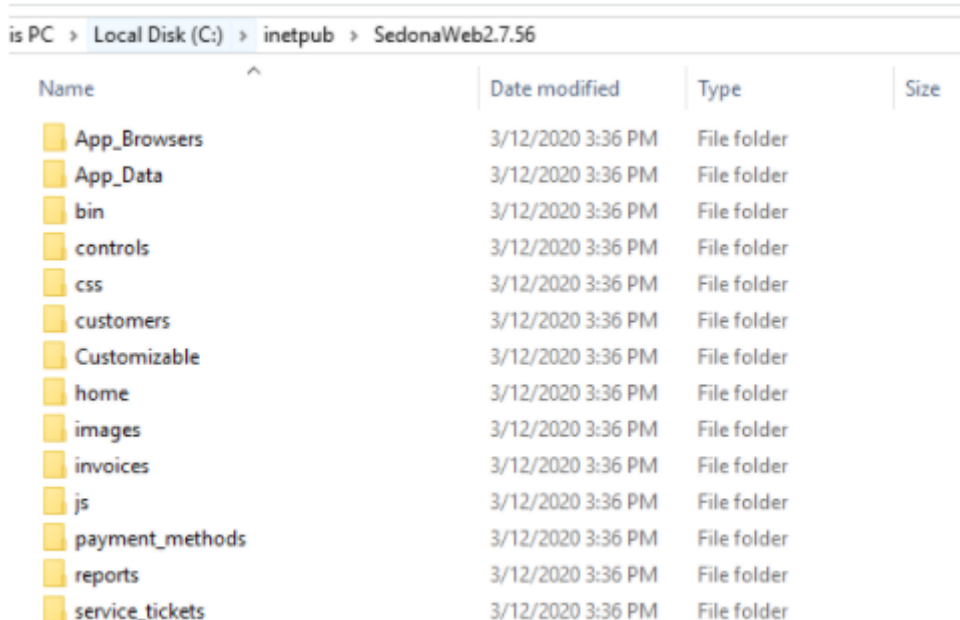 is PC > Local Disk (C:) > inetpub > SedonaWeb2.7.56
Name Date modified Type Size
App_Browsers 3/12/2020 3:36 PM File folder
App_Data 3/12/2020 3:36 PM File folder
bin 3/12/2020 3:36 PM File folder
controls 3/12/2020 3:36 PM File folder
css 3/12/2020 3:36 PM File folder
customers 3/12/2020 3:36 PM File folder
Customizable 3/12/2020 3:36 PM File folder
home 3/12/2020 3:36 PM File folder
images 3/12/2020 3:36 PM File folder
invoices 3/12/2020 3:36 PM File folder
js 3/12/2020 3:36 PM File folder
payment_methods 3/12/2020 3:36 PM File folder
reports 3/12/2020 3:36 PM File folder
service_tickets 3/12/2020 3:36 PM File folder